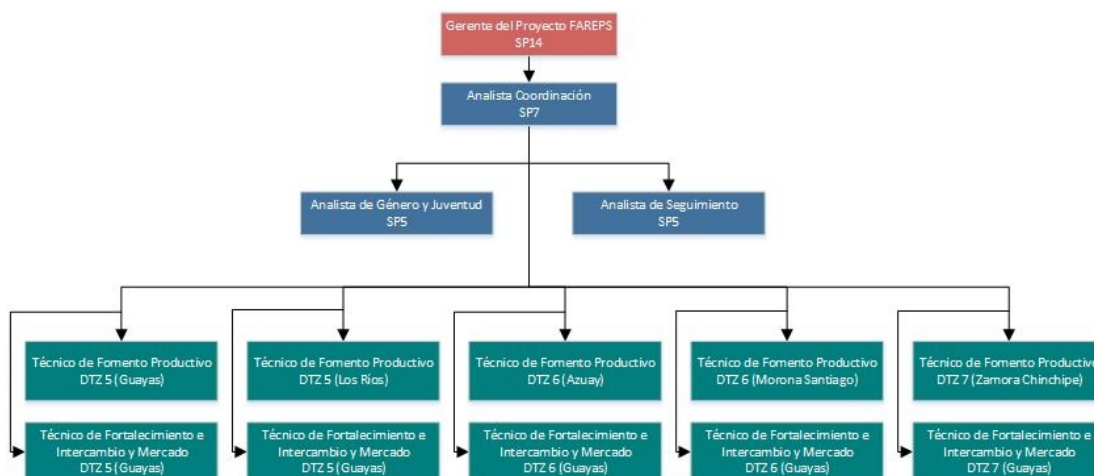 Gerente del Proyecto FAREPS
SP14
Analista Coordinación
SP7
Analista de Género y Juventud
SP5
Analista de Seguimiento
SP5
Técnico de Fomento Productivo
DTZ 5 (Guayas)
Técnico de Fomento Productivo
DTZ 5 (Los Ríos)
Técnico de Fomento Productivo
DTZ 6 (Azuay)
Técnico de Fomento Productivo
DTZ 6 (Morona Santiago)
Técnico de Fomento Productivo
DTZ 7 (Zamora Chinchipe)
Técnico de Fortalecimiento e
Intercambio y Mercado
DTZ 5 (Guayas)
Técnico de Fortalecimiento e
Intercambio y Mercado
DTZ 5 (Guayas)
Técnico de Fortalecimiento e
Intercambio y Mercado
DTZ 6 (Guayas)
Técnico de Fortalecimiento e
Intercambio y Mercado
DTZ 6 (Guayas)
Técnico de Fortalecimiento e
Intercambio y Mercado
DTZ 7 (Guayas)